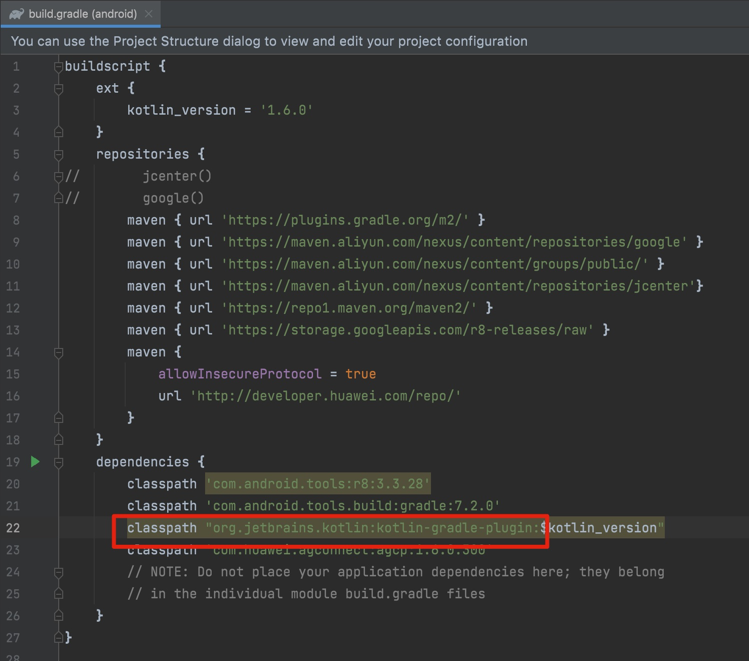 build.gradle (android)
You can use the Project Structure dialog to view and edit your project configuration
1 buildscript {
2 ext {
3 kotlin_version = '1.6.0'
4 }
5 repositories {
6 // jcenter()
7 // google()
8 maven { url 'https://plugins.gradle.org/m2/' }
9 maven { url 'https://maven.aliyun.com/nexus/content/repositories/google' }
10 maven { url 'https://maven.aliyun.com/nexus/content/groups/public/' }
11 maven { url 'https://maven.aliyun.com/nexus/content/repositories/jcenter'}
12 maven { url 'https://repo1.maven.org/maven2/' }
13 maven { url 'https://storage.googleapis.com/r8-releases/raw' }
14 maven {
15 allowInsecureProtocol = true
16 url 'http://developer.huawei.com/repo/'
17 }
18 }
19 dependencies {
20 classpath 'com.android.tools:r8:3.3.28'
21 classpath 'com.android.tools.build:gradle:7.2.0'
22 classpath "org.jetbrains.kotlin:kotlin-gradle-plugin:$kotlin_version"
23 classpath 'com.huawei.agconnect:agcp:1.6.0.300'
24 // NOTE: Do not place your application dependencies here; they belong
25 // in the individual module build.gradle files
26 }
27 }
28